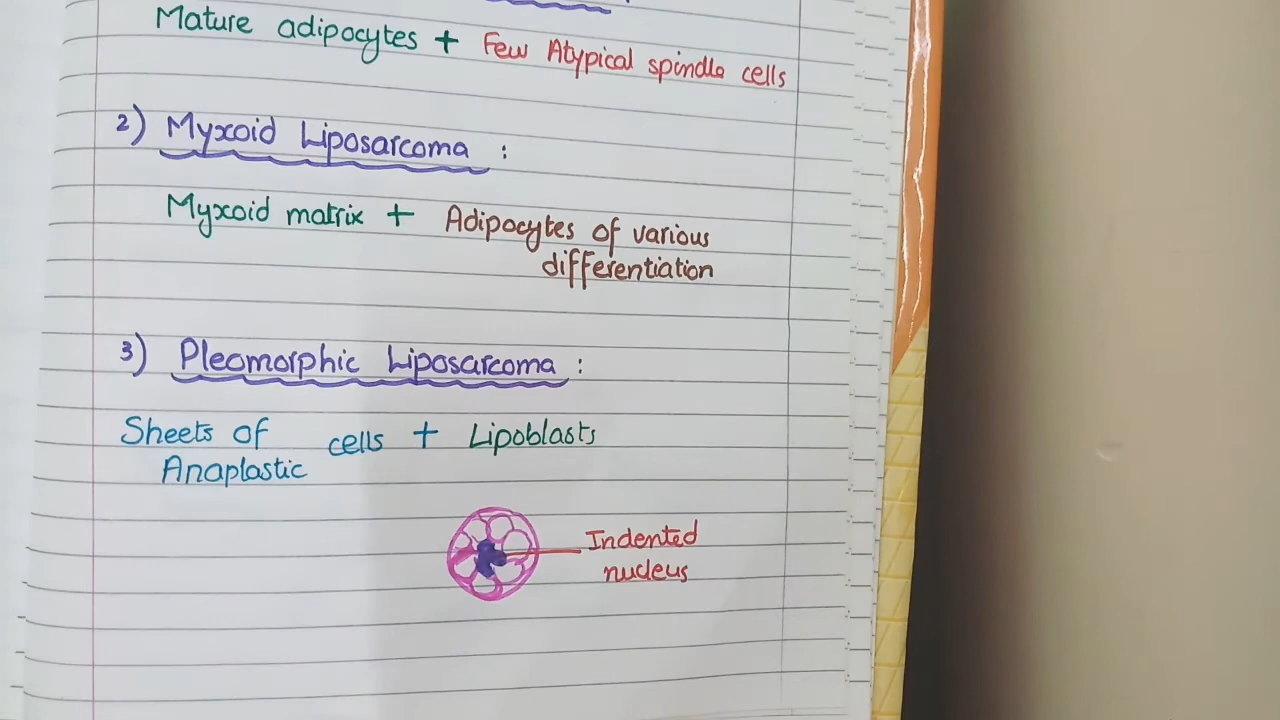 Mature adipocytes + Few Atypical spindle cells
2) Myxoid Liposarcoma :
Myxoid matrix + Adipocytes of various
differentiation
3) Pleomorphic Liposarcoma :
Sheets of cells + Lipoblasts
Anaplastic
Indented
nucleus